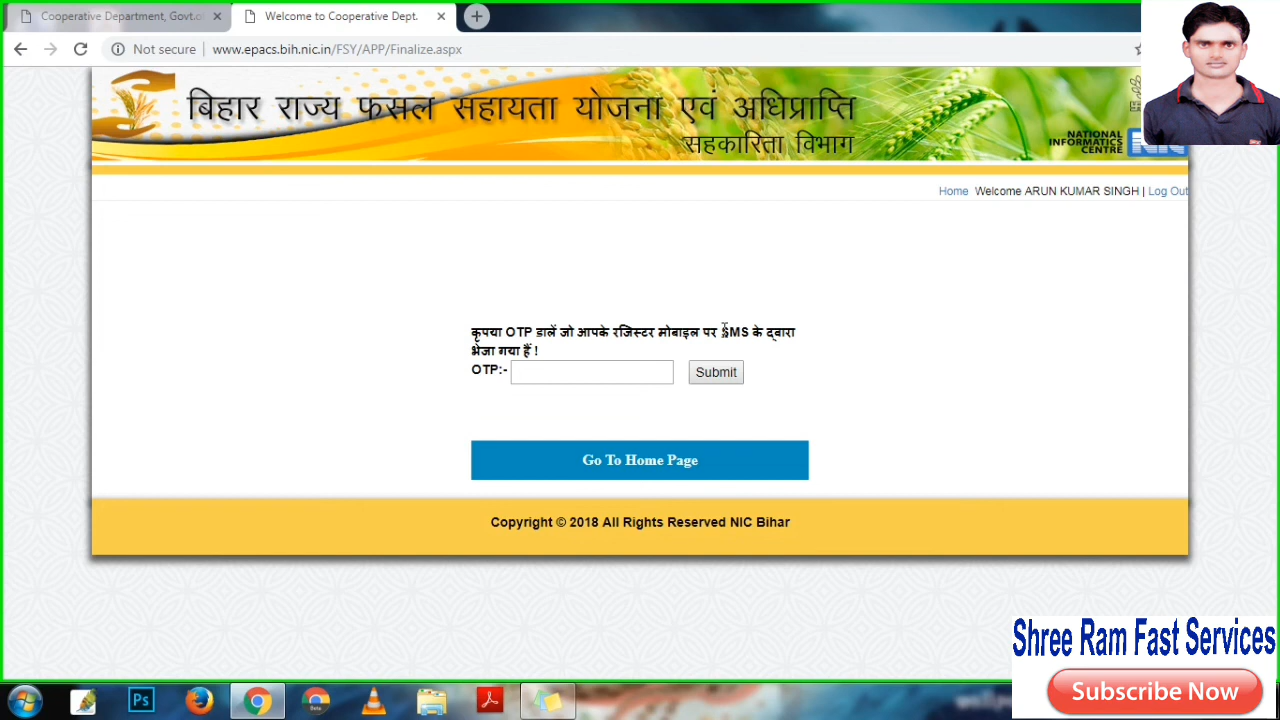 Cooperative Department, Govt.o
Welcome to Cooperative Dept.
Not secure
www.epacs.bih.nic.in/FSY/APP/Finalize.aspx
बिहार राज्य फसल सहायता योजना एवं अधिप्राप्ति
सहकारिता विभाग
NATIONAL
INFORMATICS
CENTRE
Home Welcome ARUN KUMAR SINGH | Log Out
कृपया OTP डालें जो आपके रजिस्टर मोबाइल पर SMS के द्वारा
भेजा गया हैं !
OTP:-
Submit
Go To Home Page
Copyright © 2018 All Rights Reserved NIC Bihar
Shree Ram Fast Services
Subscribe Now
Ps
Beta